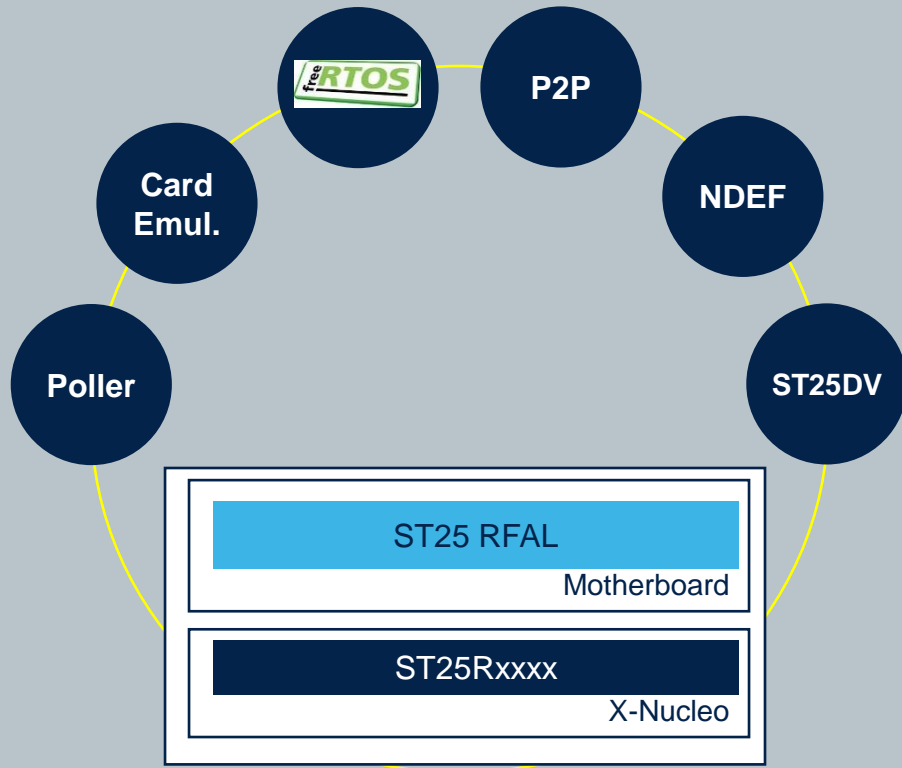 free RTOS
P2P
Card
Emul.
NDEF
Poller
ST25DV
ST25 RFAL
Motherboard
ST25Rxxxx
X-Nucleo